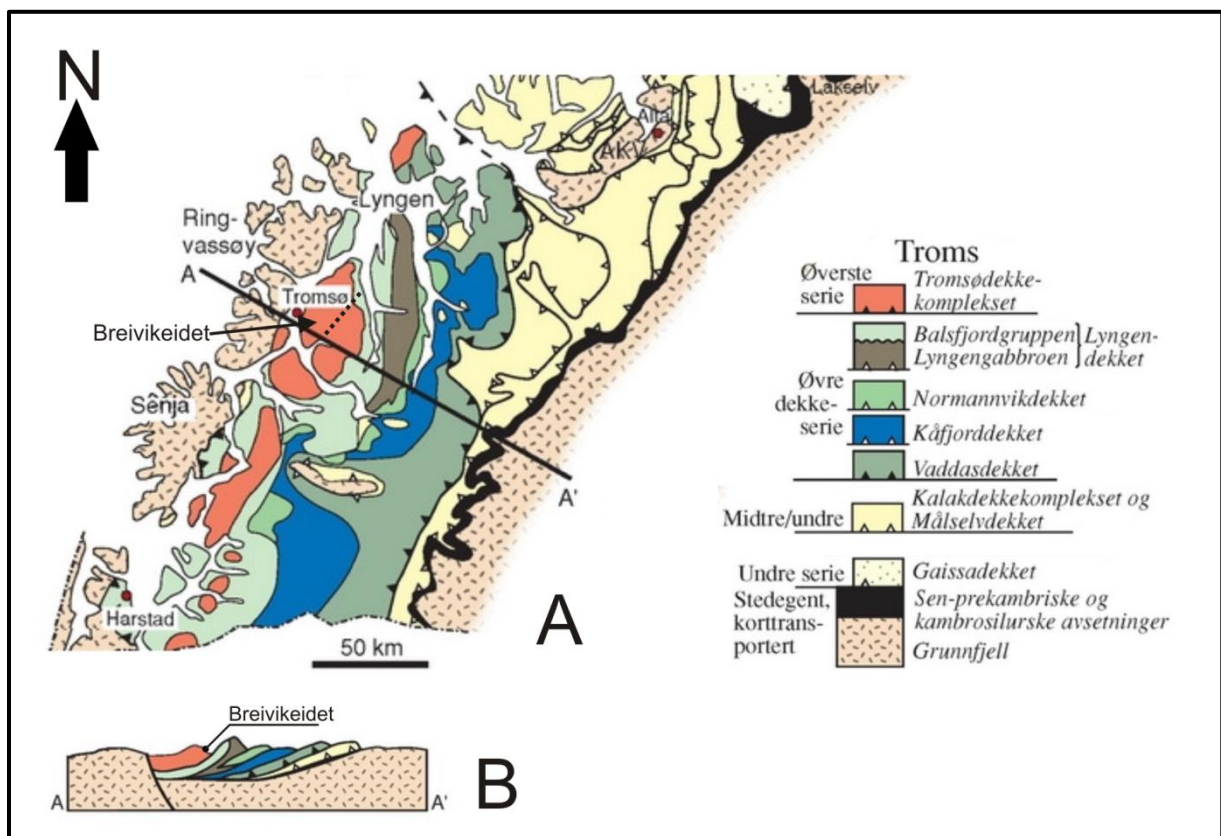 N
Lakselv
Alta
AKV
Lyngen
Ring-
vassøy
A
Tromsø
Breivikeidet
Senja
A'
Harstad
A
50 km
Troms
Øverste
serie
Tromsødekke-
komplekset
Balsfjordgruppen
Lyngengabbroen
Lyngen-
dekket
Øvre
dekke-
serie
Normannvikdekket
Kåfjorddekket
Vaddasdekket
Midtre/undre
Kalakdekkekomplekset og
Målselvdekket
Undre serie
Gaissadekket
Stedegent,
korttrans-
portert
Sen-prekambriske og
kambrosilurske avsetninger
Grunnfjell
Breivikeidet
A
A'
B